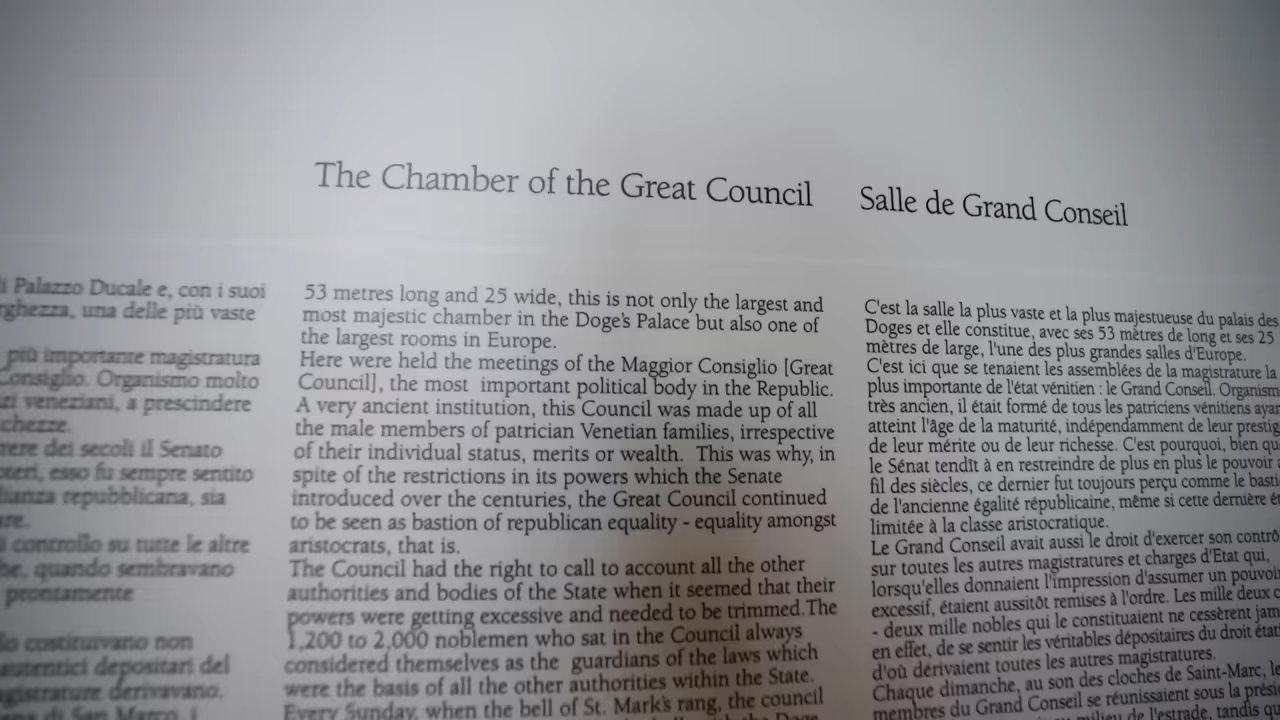 The Chamber of the Great Council
Salle de Grand Conseil
Palazzo Ducale e, con i suoi
una delle più vaste
più importante magistratura
Consiglio. Organismo molto
veneziani, a prescindere
dei secoli il Senato
esso fu sempre sentito
repubblicana, sia
controllo su tutte le altre
quando sembravano
prontamente
costituivano non
autentici depositari del
derivavano.
53 metres long and 25 wide, this is not only the largest and
most majestic chamber in the Doge's Palace but also one of
the largest rooms in Europe.
Here were held the meetings of the Maggior Consiglio [Great
Council], the most important political body in the Republic.
A very ancient institution, this Council was made up of all
the male members of patrician Venetian families, irrespective
of their individual status, merits or wealth. This was why, in
spite of the restrictions in its powers which the Senate
introduced over the centuries, the Great Council continued
to be seen as bastion of republican equality - equality amongst
aristocrats, that is.
The Council had the right to call to account all the other
authorities and bodies of the State when it seemed that their
powers were getting excessive and needed to be trimmed.The
1,200 to 2,000 noblemen who sat in the Council always
considered themselves as the guardians of the laws which
were the basis of all the other authorities within the State.
Every Sunday, when the bell of St. Mark's rang, the council
C'est la salle la plus vaste et la plus majestueuse du palais des
Doges et elle constitue, avec ses 53 mètres de long et ses 25
mètres de large, l'une des plus grandes salles d'Europe.
C'est ici que se tenaient les assemblées de la magistrature la
plus importante de l'état vénitien : le Grand Conseil. Organism
très ancien, il était formé de tous les patriciens vénitiens ayan
atteint l'âge de la maturité, indépendamment de leur prestig
de leur mérite ou de leur richesse. C'est pourquoi, bien qu
le Sénat tendît à en restreindre de plus en plus le pouvoir a
fil des siècles, ce dernier fut toujours perçu comme le basti
de l'ancienne égalité républicaine, même si cette dernière ét
limitée à la classe aristocratique.
Le Grand Conseil avait aussi le droit d'exercer son contrô
sur toutes les autres magistratures et charges d'Etat qui,
lorsqu'elles donnaient l'impression d'assumer un pouvoi
excessif, étaient aussitôt remises à l'ordre. Les mille deux c
- deux mille nobles qui le constituaient ne cessèrent jam
en effet, de se sentir les véritables dépositaires du droit état
d'où dérivaient toutes les autres magistratures.
Chaque dimanche, au son des cloches de Saint-Marc, le
membres du Grand Conseil se réunissaient sous la prési
milieu de l'estrade, tandis qu